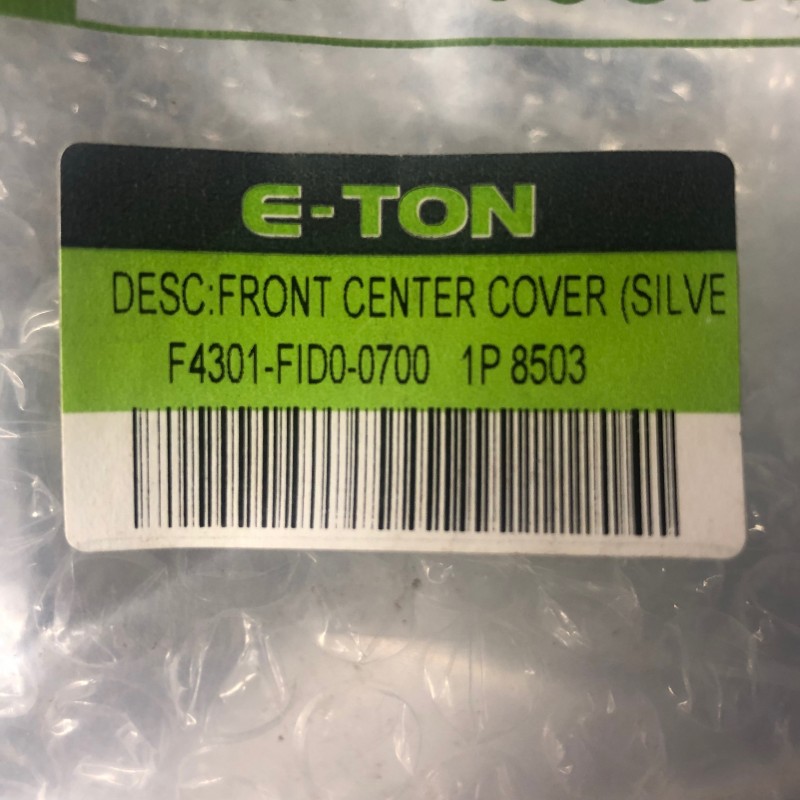 E-TON
DESC:FRONT CENTER COVER (SILVE
F4301-FID0-0700 1P 8503